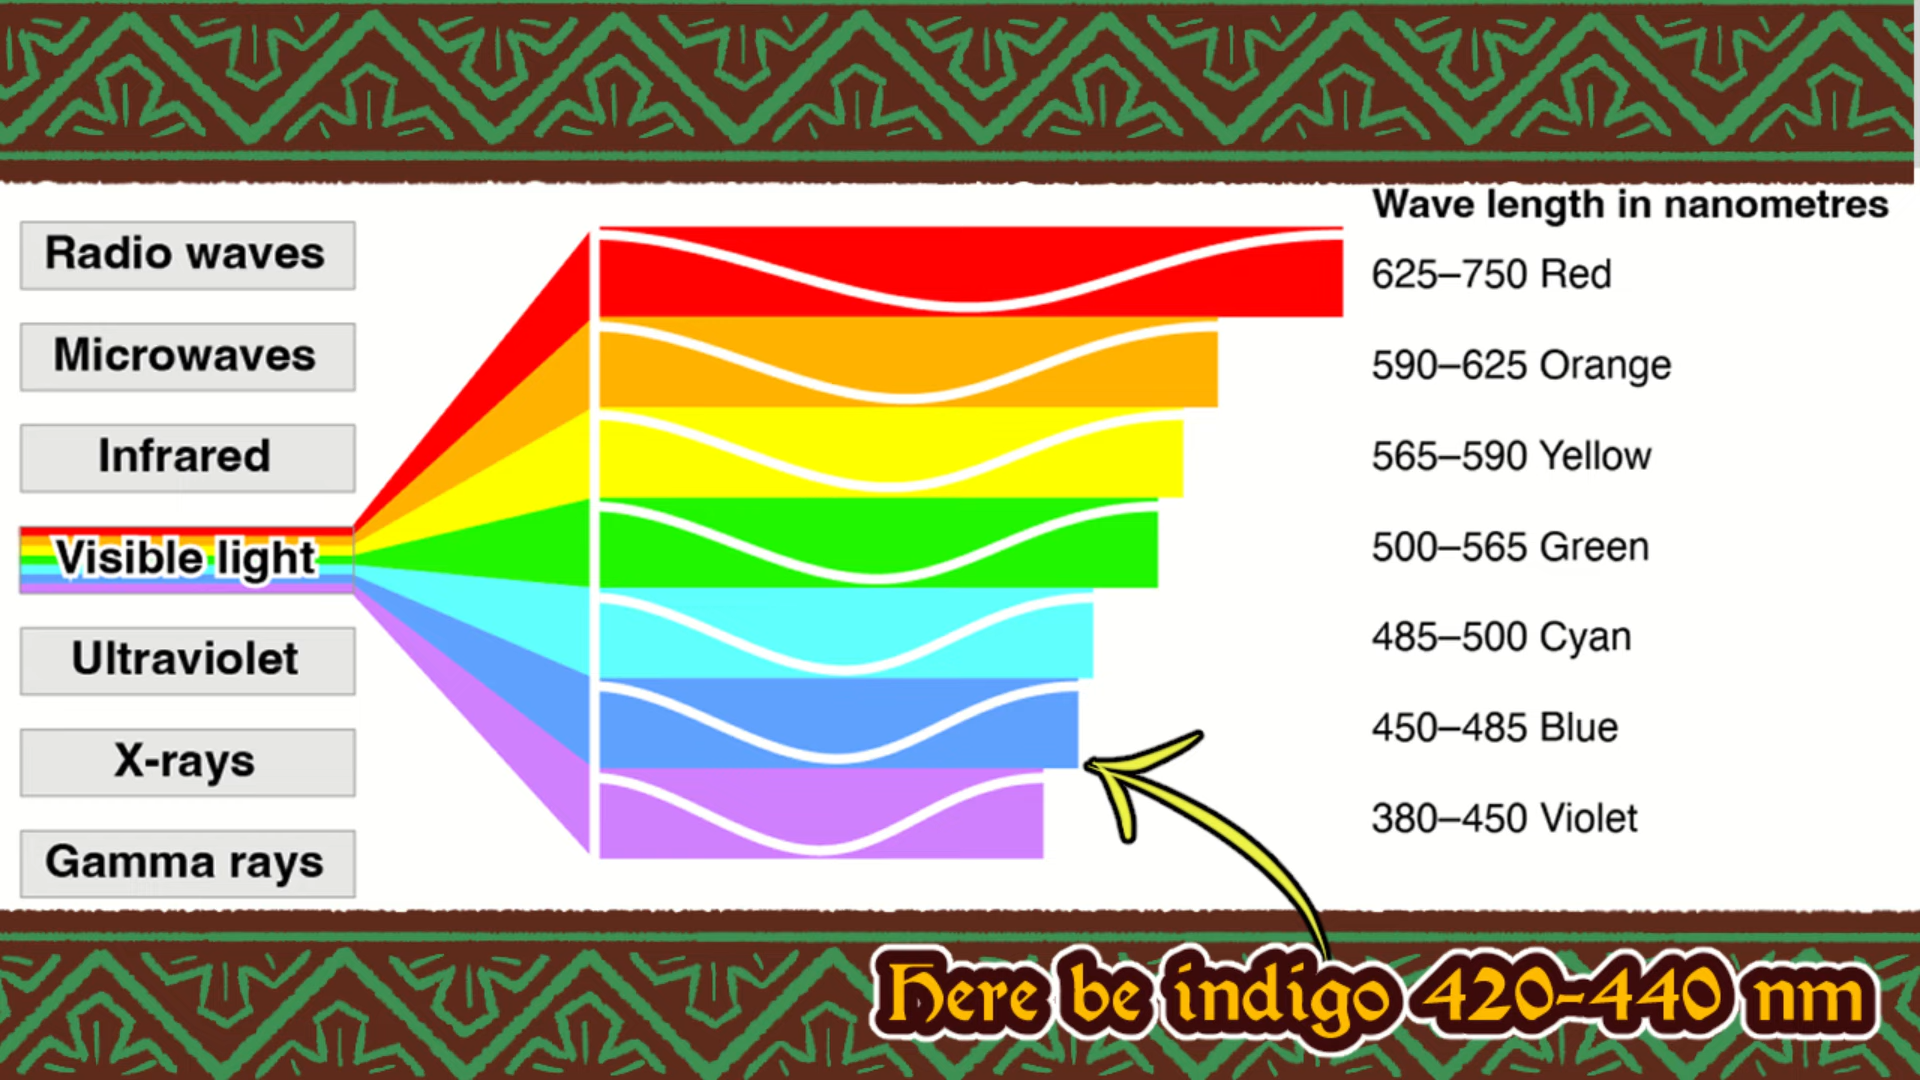 Radio waves
Microwaves
Infrared
Visible light
Ultraviolet
X-rays
Gamma rays
Wave length in nanometres
625–750 Red
590–625 Orange
565–590 Yellow
500–565 Green
485–500 Cyan
450–485 Blue
380–450 Violet
Here be indigo 420-440 nm